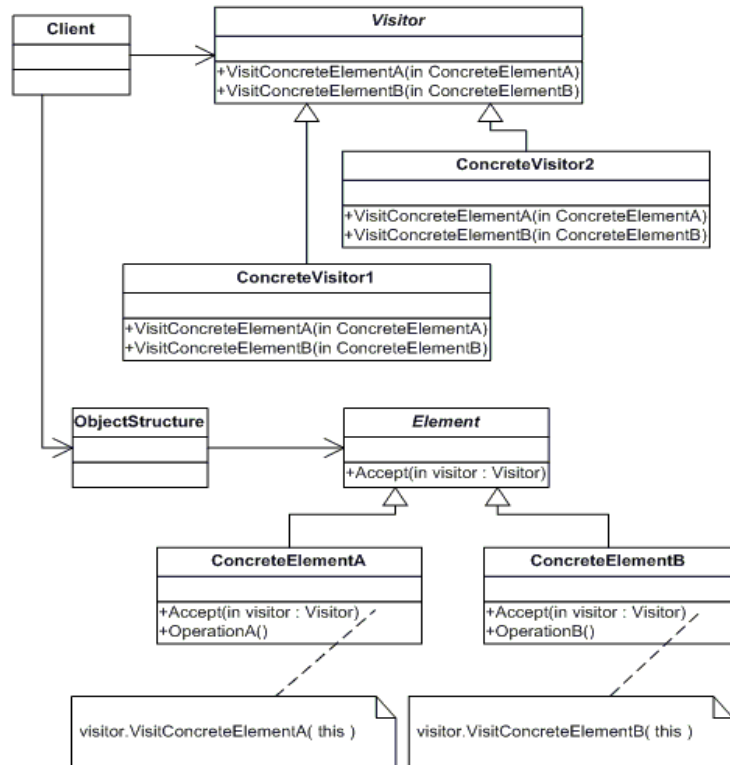 Client
Visitor
+VisitConcreteElementA(in ConcreteElementA)
+VisitConcreteElementB(in ConcreteElementB)
ConcreteVisitor2
+VisitConcreteElementA(in ConcreteElementA)
+VisitConcreteElementB(in ConcreteElementB)
ConcreteVisitor1
+VisitConcreteElementA(in ConcreteElementA)
+VisitConcreteElementB(in ConcreteElementB)
ObjectStructure
Element
+Accept(in visitor : Visitor)
ConcreteElementA
+Accept(in visitor : Visitor)
+OperationA()
ConcreteElementB
+Accept(in visitor : Visitor)
+OperationB()
visitor.VisitConcreteElementA( this )
visitor.VisitConcreteElementB( this )